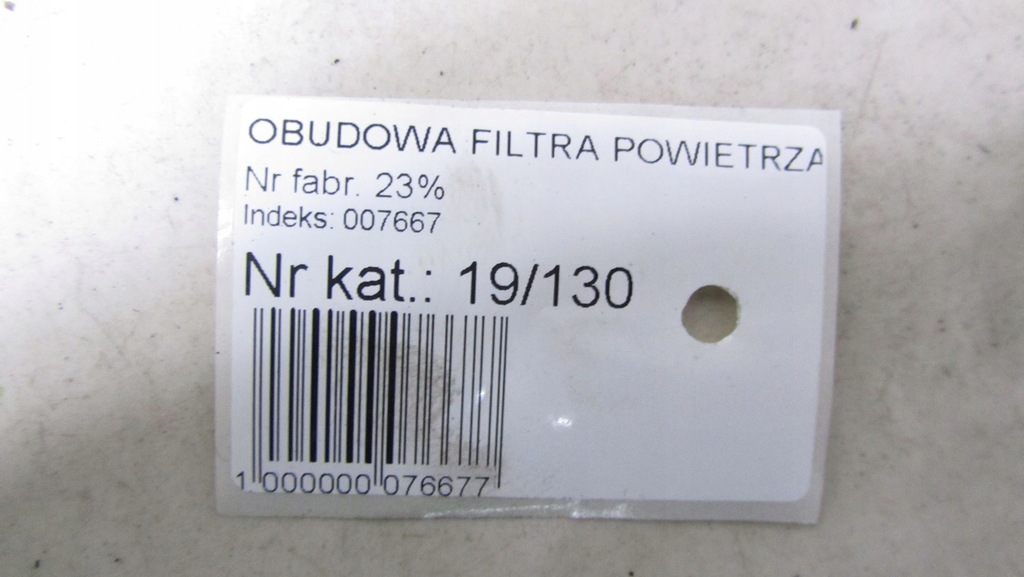 OBUDOWA FILTRA POWIETRZA
Nr fabr. 23%
Indeks: 007667
Nr kat.: 19/130
1 000000 076677